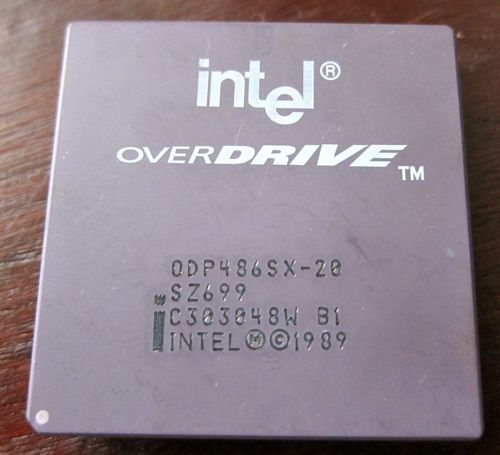 intel®
OVERDRIVE™
ODP486SX-20
SZ699
C303048W B1
INTEL Ⓜ©1989